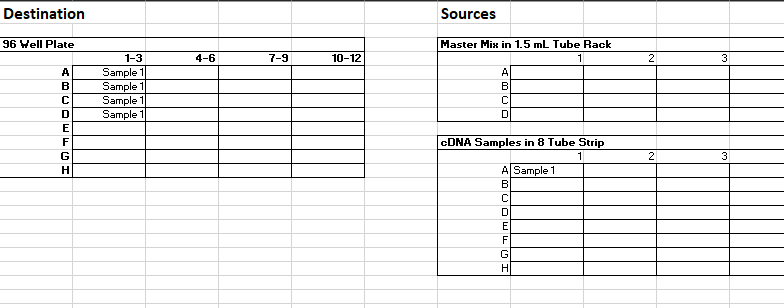 Destination
Sources
96 Well Plate
1-3 4-6 7-9 10-12
A Sample 1
B Sample 1
C Sample 1
D Sample 1
E
F
G
H
Master Mix in 1.5 mL Tube Rack
1 2 3
A
B
C
D
cDNA Samples in 8 Tube Strip
1 2 3
A Sample 1
B
C
D
E
F
G
H